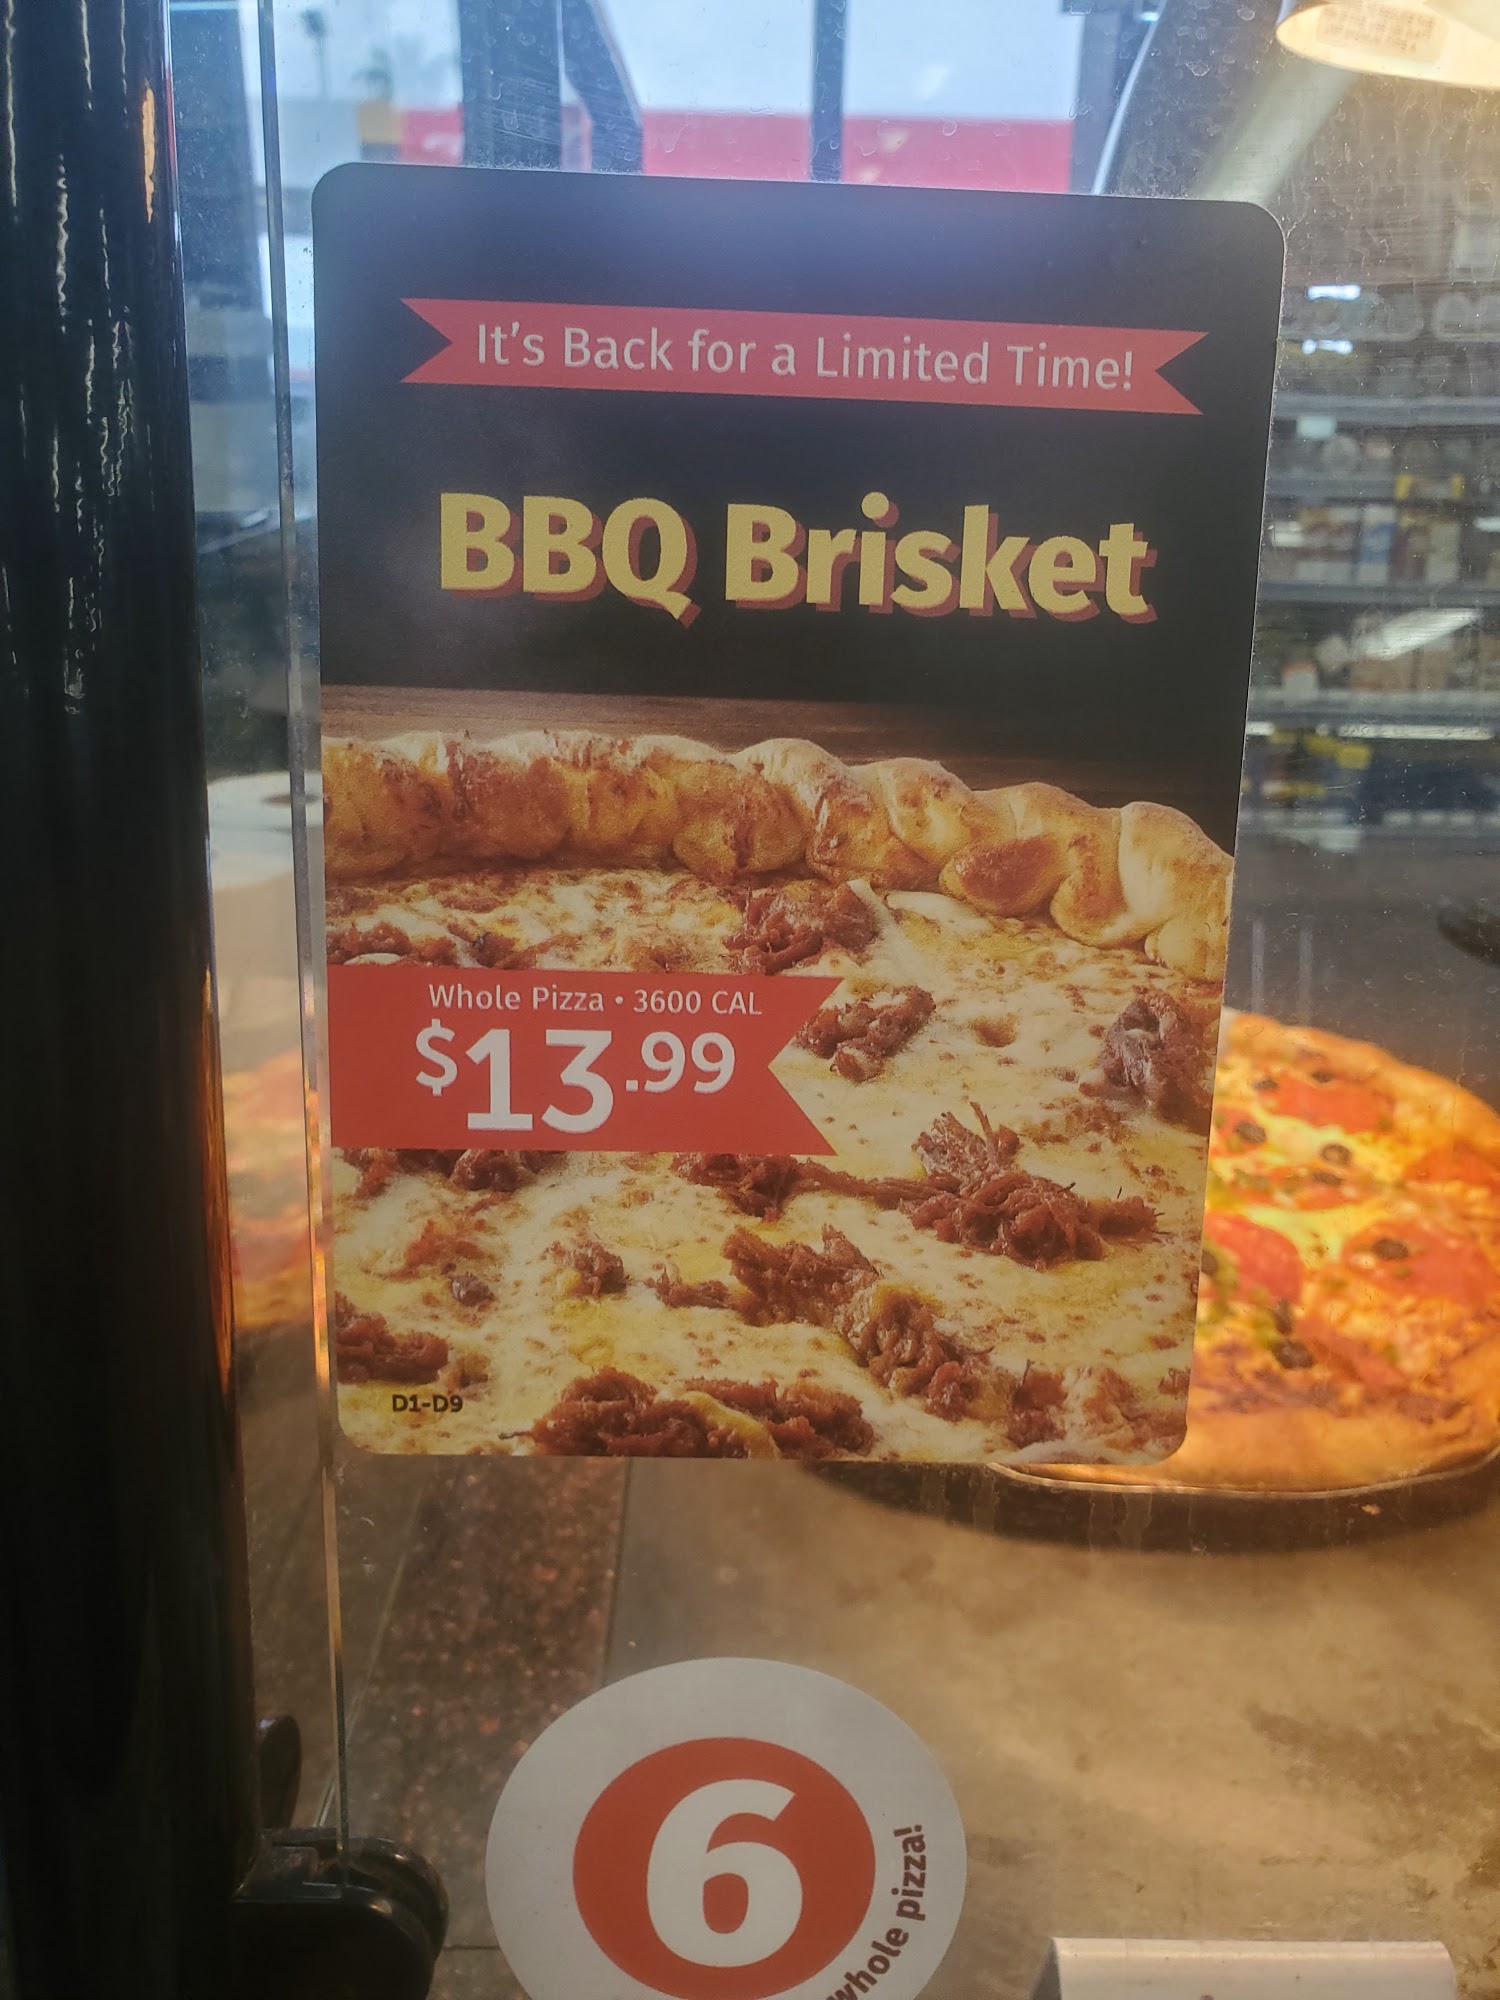 It's Back for a Limited Time!
BBQ Brisket
Whole Pizza • 3600 CAL
$13.99
D1-D9
6
whole pizza!